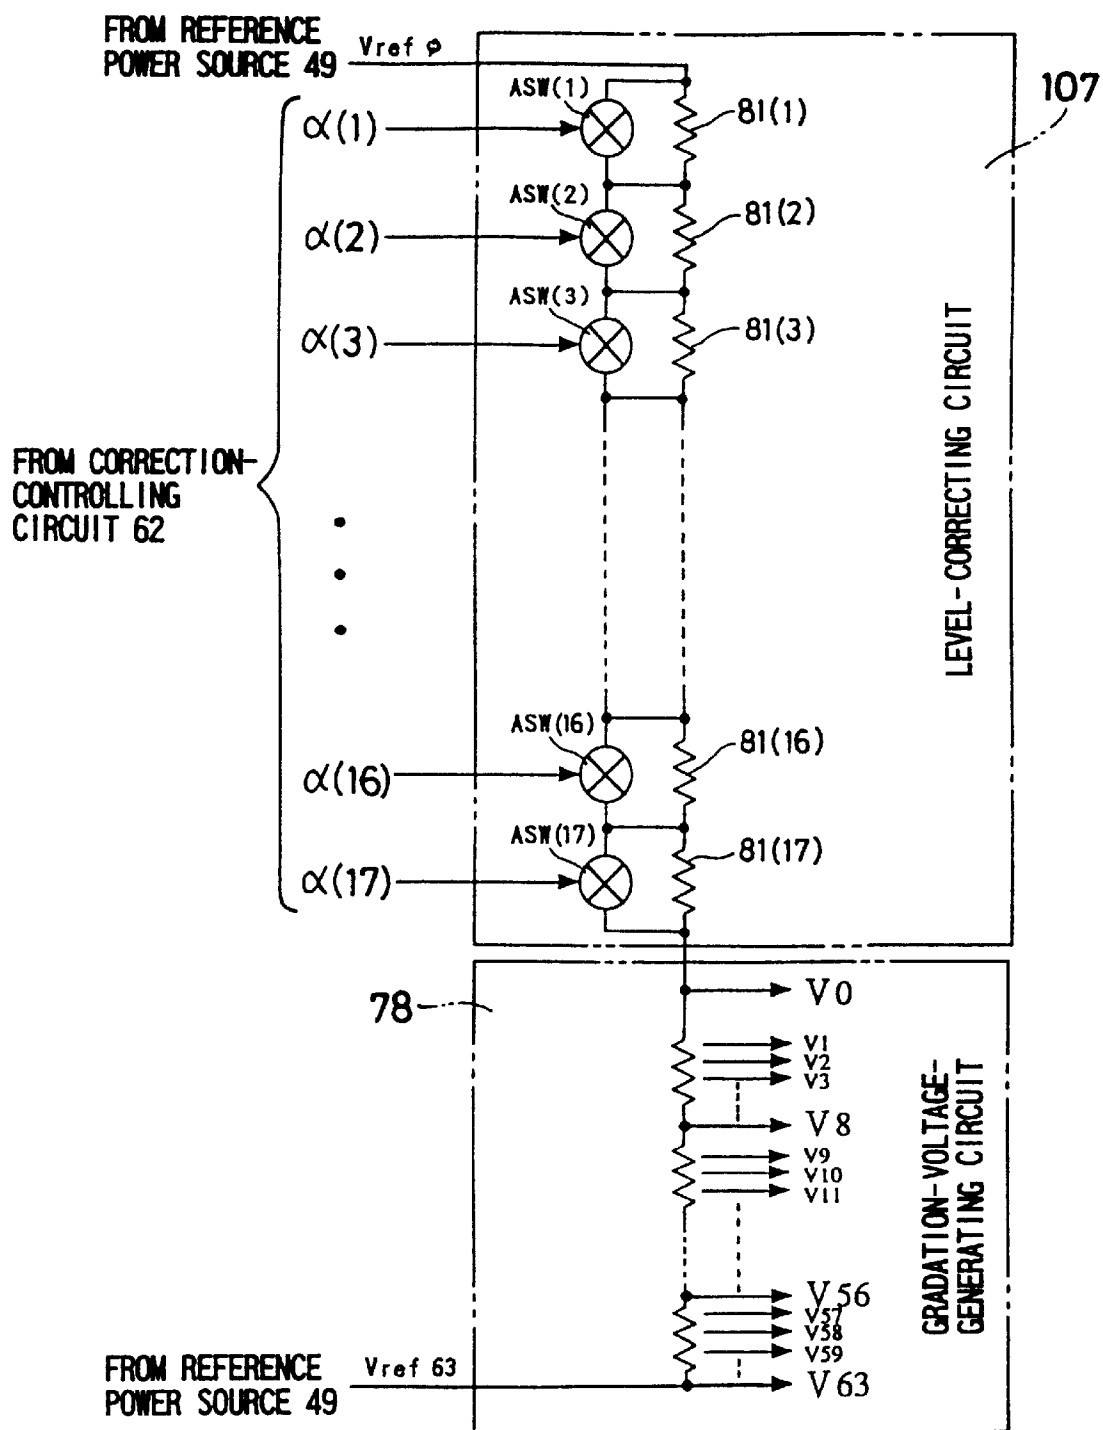 FROM REFERENCE
POWER SOURCE 49
Vref φ
107
ASW(1)
α(1)
81(1)
ASW(2)
α(2)
81(2)
ASW(3)
α(3)
81(3)
FROM CORRECTION-
CONTROLLING
CIRCUIT 62
LEVEL-CORRECTING CIRCUIT
ASW(16)
α(16)
81(16)
ASW(17)
α(17)
81(17)
78
V0
V1
V2
V3
V8
V9
V10
V11
V56
V57
V58
V59
V63
GRADATION-VOLTAGE-
GENERATING CIRCUIT
FROM REFERENCE
POWER SOURCE 49
Vref 63